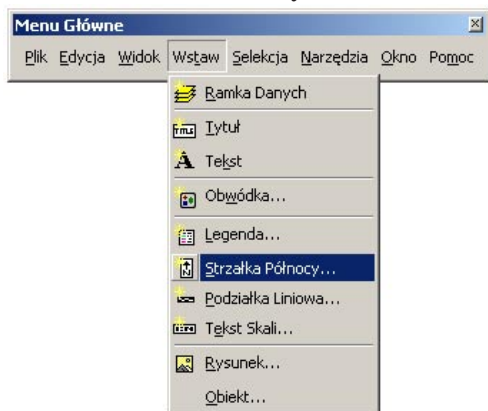 Menu Główne
Plik Edycja Widok Wstaw Selekcja Narzędzia Okno Pomoc
Ramka Danych
Tytuł
Tekst
Obwódka...
Legenda...
Strzałka Północy...
Podziałka Liniowa...
Tekst Skali...
Rysunek...
Obiekt...